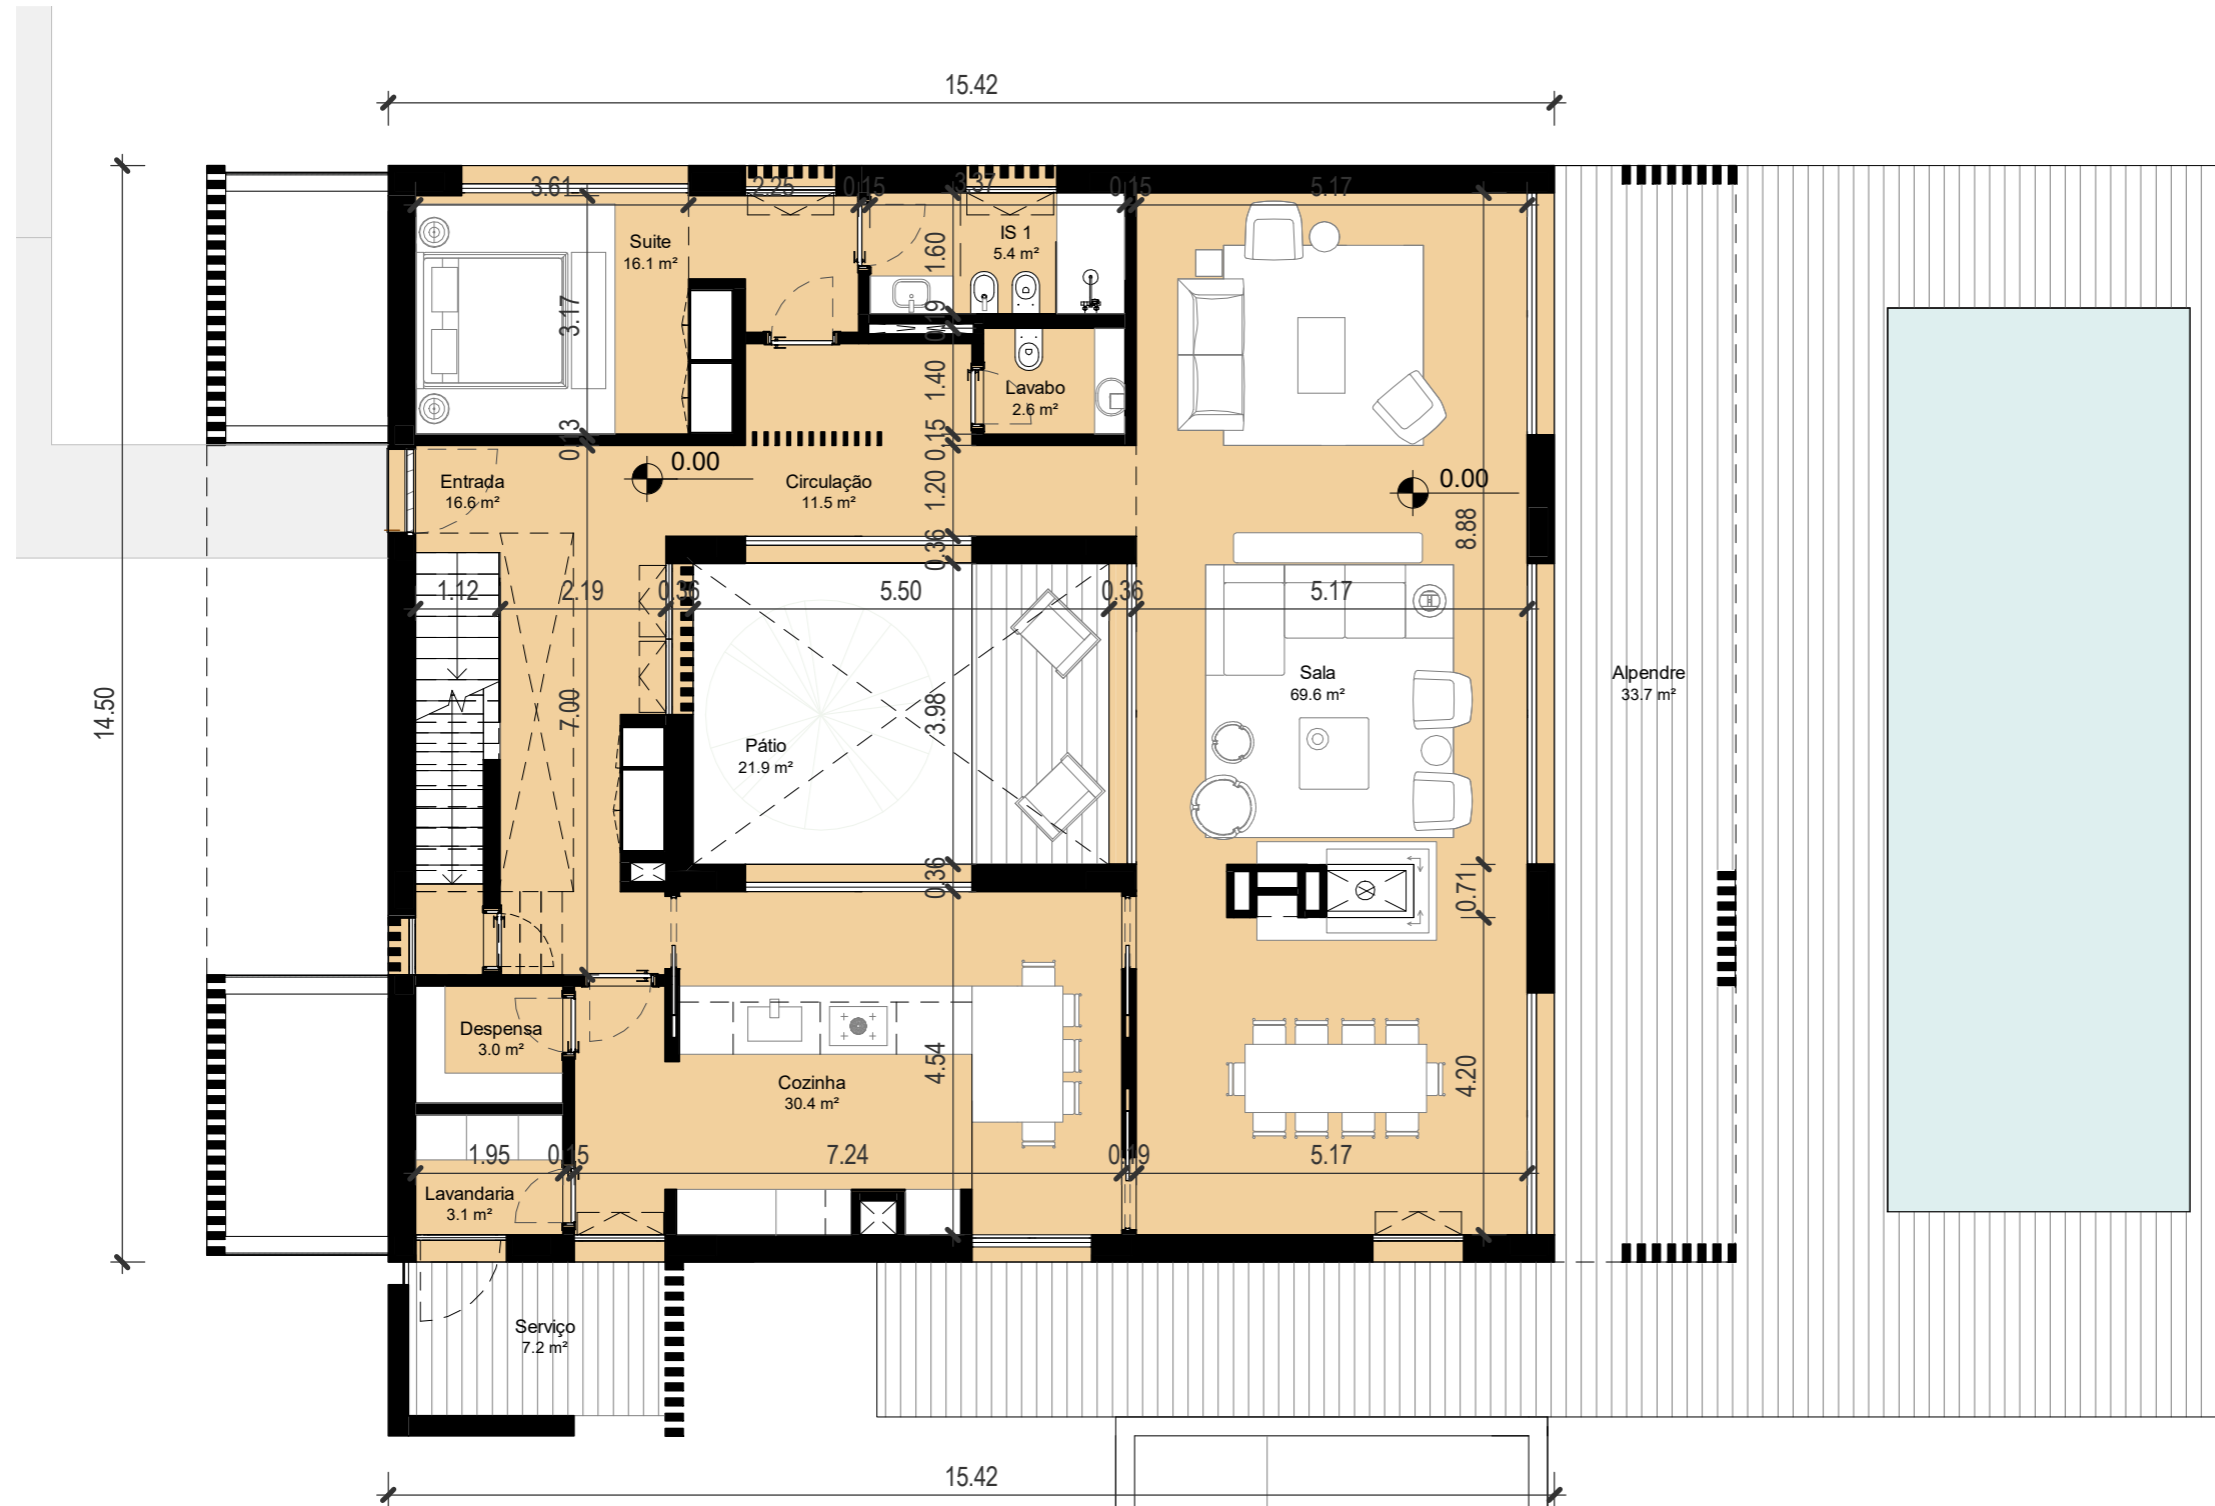 15.42
3.61
2.25
0.15
3.37
0.15
5.17
Suite
16.1 m²
IS 1
5.4 m²
1.60
3.17
0.19
1.40
Lavabo
2.6 m²
0.13
0.15
0.00
0.00
Entrada
16.6 m²
Circulação
11.5 m²
1.20
8.88
0.36
1.12
2.19
0.36
5.50
0.36
5.17
Sala
69.6 m²
Alpendre
33.7 m²
14.50
7.00
3.98
Pátio
21.9 m²
0.36
0.71
Despensa
3.0 m²
4.54
4.20
Cozinha
30.4 m²
1.95
0.15
7.24
0.19
5.17
Lavandaria
3.1 m²
Serviço
7.2 m²
15.42